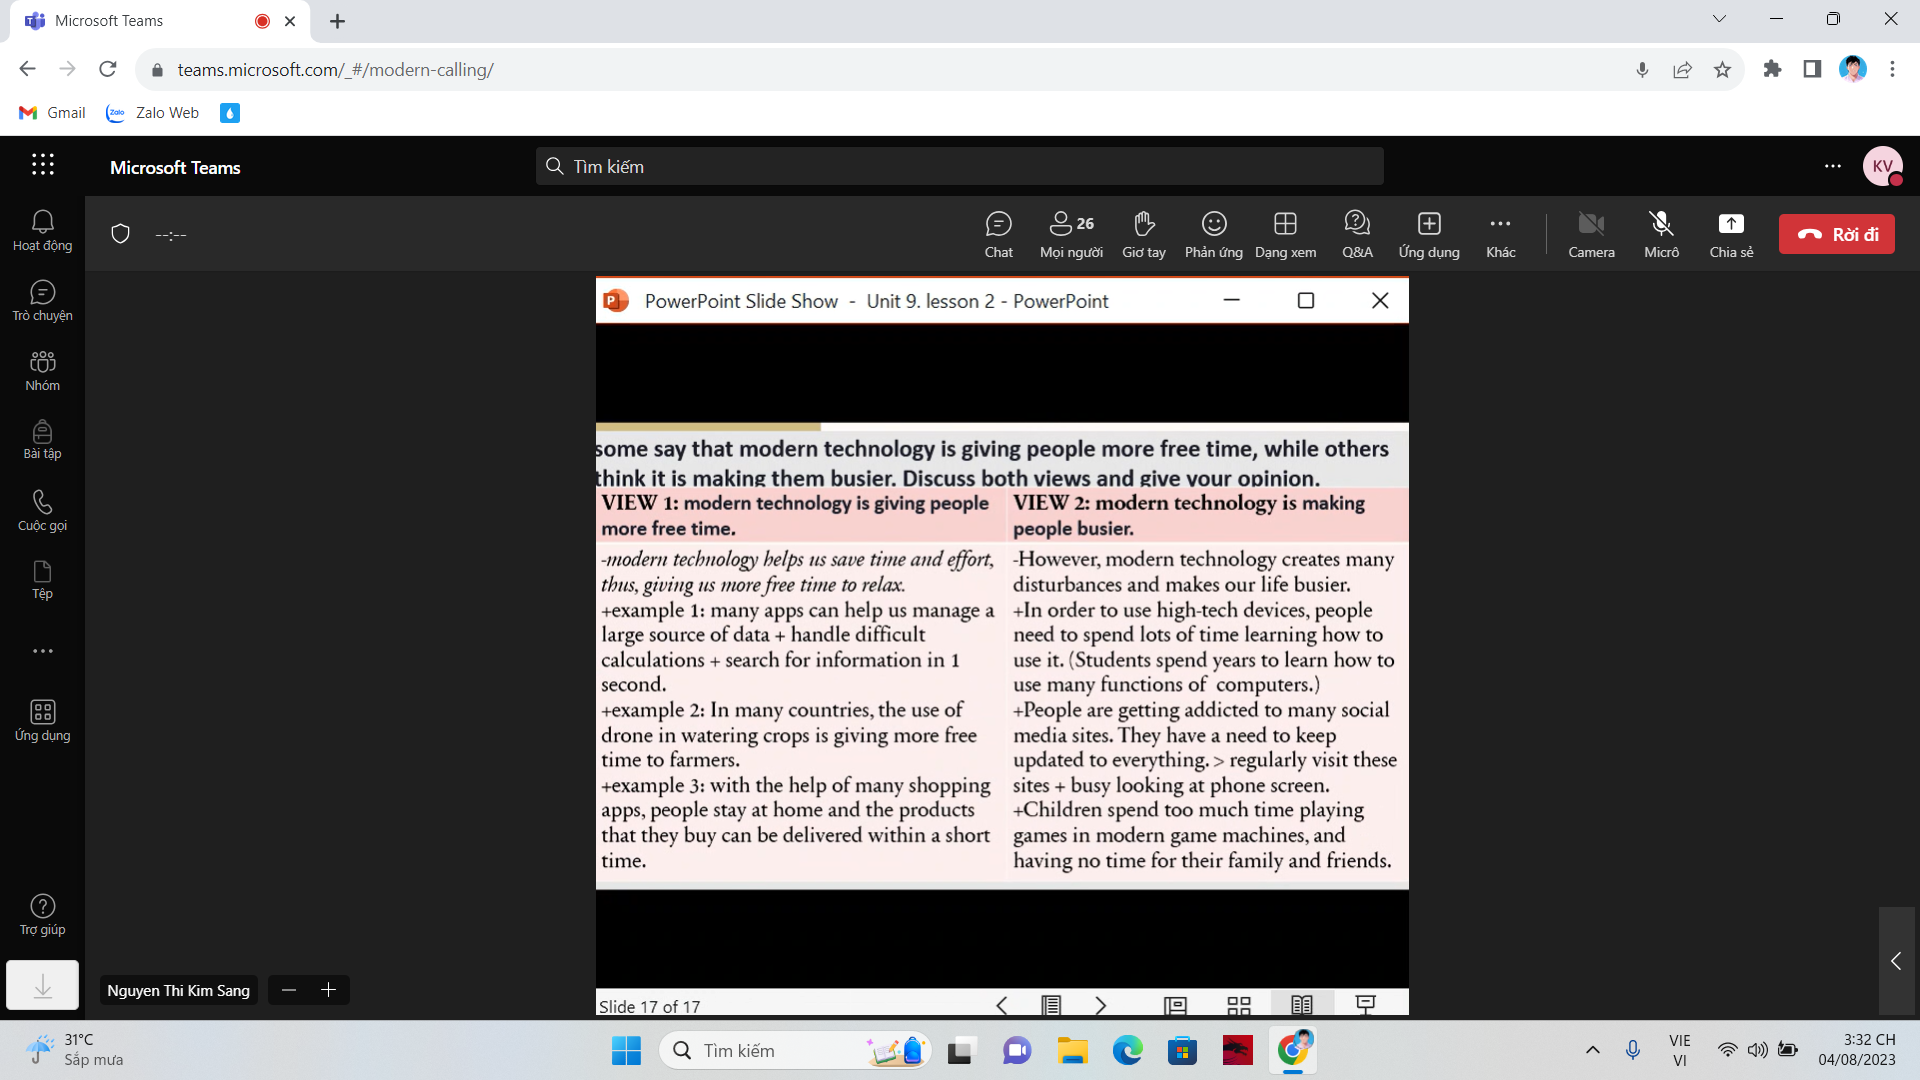 Microsoft Teams
teams.microsoft.com/_#/modern-calling/
Gmail
Zalo
Zalo Web
Microsoft Teams
Tìm kiếm
KV
--:--
Chat
26
Mọi người
Giơ tay
Phản ứng
Dạng xem
Q&A
Ứng dụng
Khác
Camera
Micrô
Chia sẻ
Rời đi
Hoạt động
Trò chuyện
Nhóm
Bài tập
Cuộc gọi
Tệp
Ứng dụng
Trợ giúp
PowerPoint Slide Show - Unit 9. lesson 2 - PowerPoint
some say that modern technology is giving people more free time, while others
think it is making them busier. Discuss both views and give your opinion.
VIEW 1: modern technology is giving people
more free time.
-modern technology helps us save time and effort,
thus, giving us more free time to relax.
+example 1: many apps can help us manage a
large source of data + handle difficult
calculations + search for information in 1
second.
+example 2: In many countries, the use of
drone in watering crops is giving more free
time to farmers.
+example 3: with the help of many shopping
apps, people stay at home and the products
that they buy can be delivered within a short
time.
VIEW 2: modern technology is making
people busier.
-However, modern technology creates many
disturbances and makes our life busier.
+In order to use high-tech devices, people
need to spend lots of time learning how to
use it. (Students spend years to learn how to
use many functions of computers.)
+People are getting addicted to many social
media sites. They have a need to keep
updated to everything. > regularly visit these
sites + busy looking at phone screen.
+Children spend too much time playing
games in modern game machines, and
having no time for their family and friends.
Nguyen Thi Kim Sang
Slide 17 of 17
31°C
Sắp mưa
Tìm kiếm
VIE
VI
3:32 CH
04/08/2023